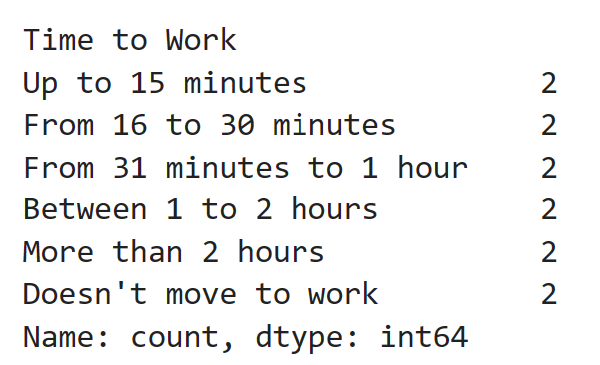 Time to Work
Up to 15 minutes 2
From 16 to 30 minutes 2
From 31 minutes to 1 hour 2
Between 1 to 2 hours 2
More than 2 hours 2
Doesn't move to work 2
Name: count, dtype: int64